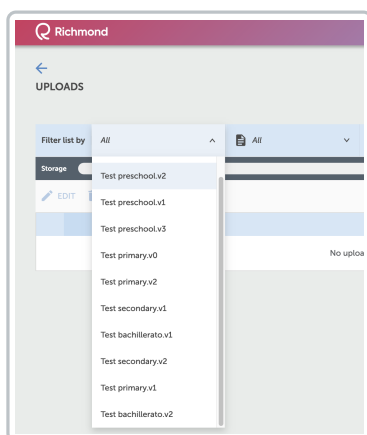 Richmond
UPLOADS
Filter list by All All
Storage
EDIT
Test preschool.v2
Test preschool.v1
Test preschool.v3
Test primary.v0
No uploa
Test primary.v2
Test secondary.v1
Test bachillerato.v1
Test secondary.v2
Test primary.v1
Test bachillerato.v2